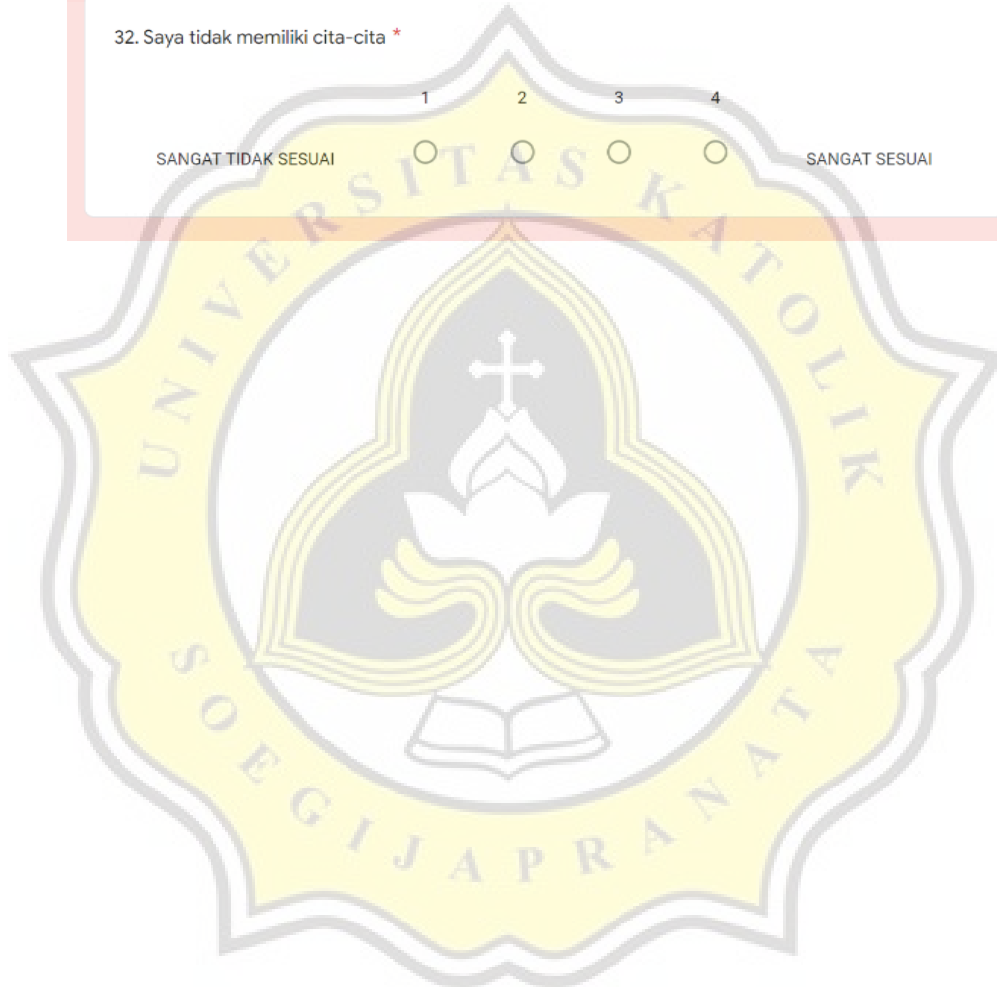 32. Saya tidak memiliki cita-cita *
1 2 3 4
SANGAT TIDAK SESUAI SANGAT SESUAI
UNIVERSITAS KATOLIK
SOEGIJAPRANATA